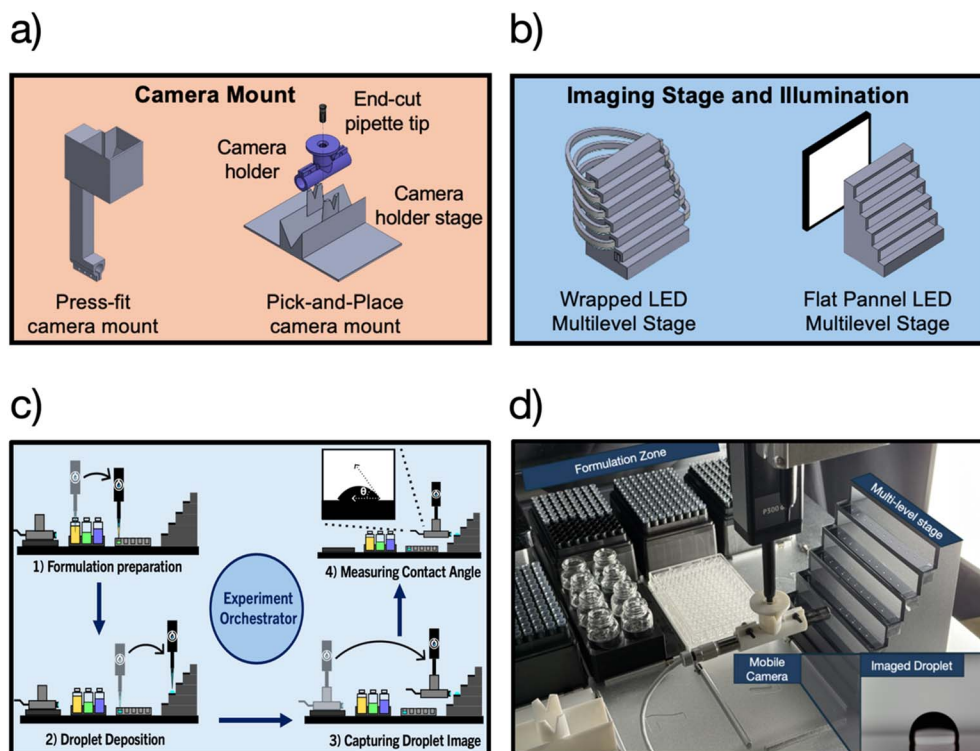 a)
Camera Mount
End-cut
pipette tip
Camera
holder
Camera
holder stage
Press-fit
camera mount
Pick-and-Place
camera mount
b)
Imaging Stage and Illumination
Wrapped LED
Multilevel Stage
Flat Pannel LED
Multilevel Stage
c)
θ
1) Formulation preparation
4) Measuring Contact Angle
Experiment
Orchestrator
2) Droplet Deposition
3) Capturing Droplet Image
d)
Formulation Zone
P300
Multi-level
stage
Mobile
Camera
Imaged Droplet